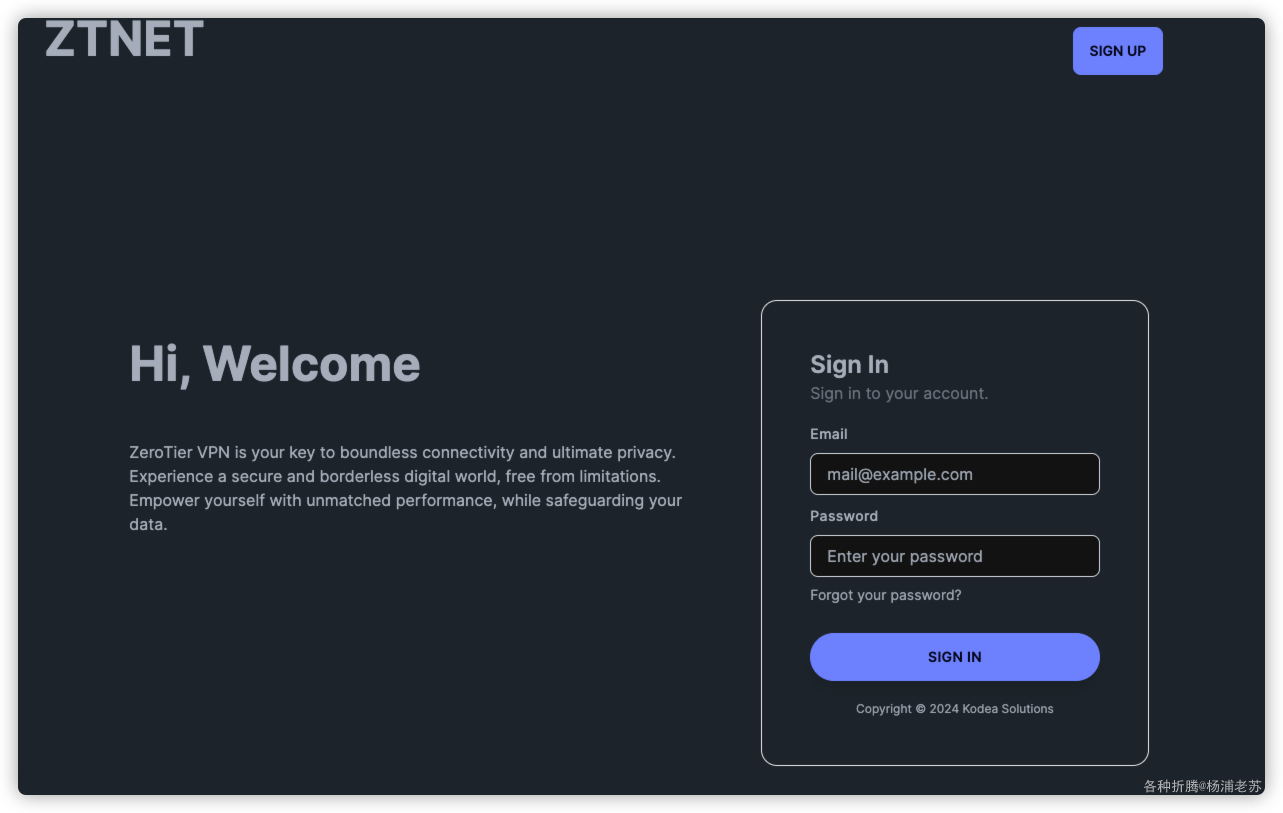 ZTNET
SIGN UP
Hi, Welcome
ZeroTier VPN is your key to boundless connectivity and ultimate privacy.
Experience a secure and borderless digital world, free from limitations.
Empower yourself with unmatched performance, while safeguarding your
data.
Sign In
Sign in to your account.
Email
mail@example.com
Password
Enter your password
Forgot your password?
SIGN IN
Copyright © 2024 Kodea Solutions
各种折腾@杨浦老苏